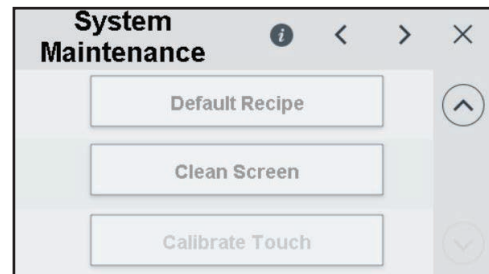 System
Maintenance
Default Recipe
Clean Screen
Calibrate Touch